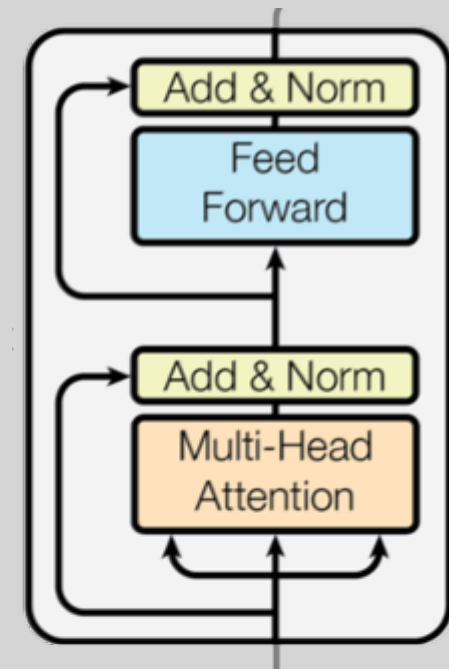 Add & Norm
Feed
Forward
Add & Norm
Multi-Head
Attention